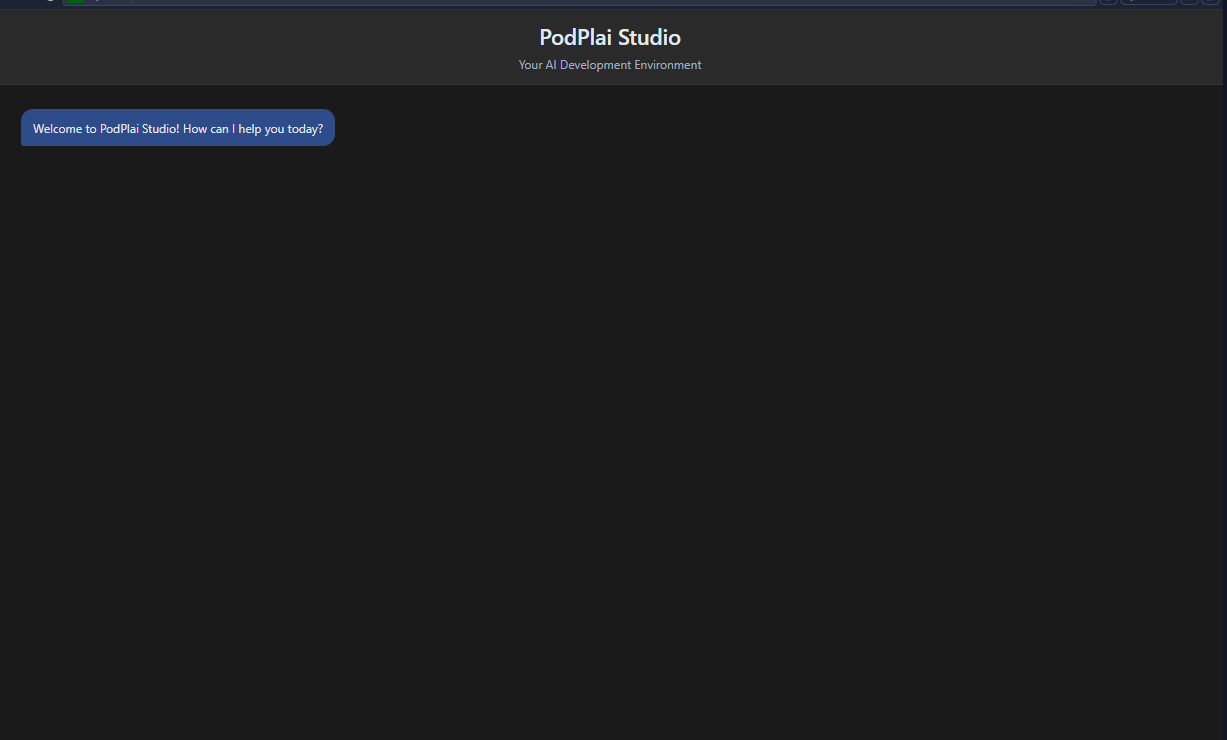 PodPlai Studio
Your AI Development Environment
Welcome to PodPlai Studio! How can I help you today?